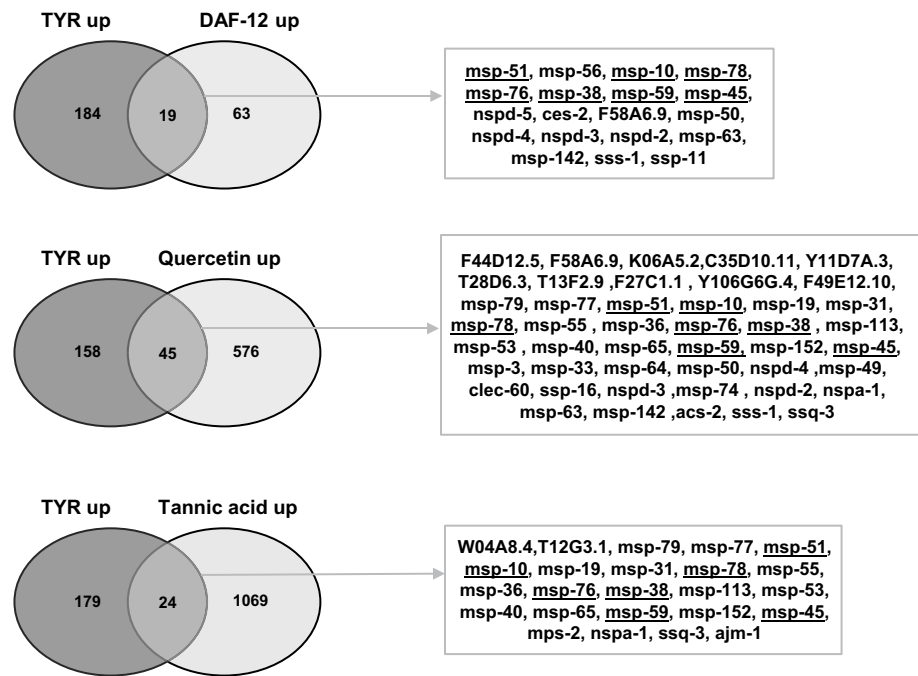 TYR up DAF-12 up
184 19 63
msp-51, msp-56, msp-10, msp-78,
msp-76, msp-38, msp-59, msp-45,
nspd-5, ces-2, F58A6.9, msp-50,
nspd-4, nspd-3, nspd-2, msp-63,
msp-142, sss-1, ssp-11
TYR up Quercetin up
158 45 576
F44D12.5, F58A6.9, K06A5.2,C35D10.11, Y11D7A.3,
T28D6.3, T13F2.9 ,F27C1.1 , Y106G6G.4, F49E12.10,
msp-79, msp-77, msp-51, msp-10, msp-19, msp-31,
msp-78, msp-55 , msp-36, msp-76, msp-38 , msp-113,
msp-53 , msp-40, msp-65, msp-59, msp-152, msp-45,
msp-3, msp-33, msp-64, msp-50, nspd-4 ,msp-49,
clec-60, ssp-16, nspd-3 ,msp-74 , nspd-2, nspa-1,
msp-63, msp-142 ,acs-2, sss-1, ssq-3
TYR up Tannic acid up
179 24 1069
W04A8.4,T12G3.1, msp-79, msp-77, msp-51,
msp-10, msp-19, msp-31, msp-78, msp-55,
msp-36, msp-76, msp-38, msp-113, msp-53,
msp-40, msp-65, msp-59, msp-152, msp-45,
mps-2, nspa-1, ssq-3, ajm-1